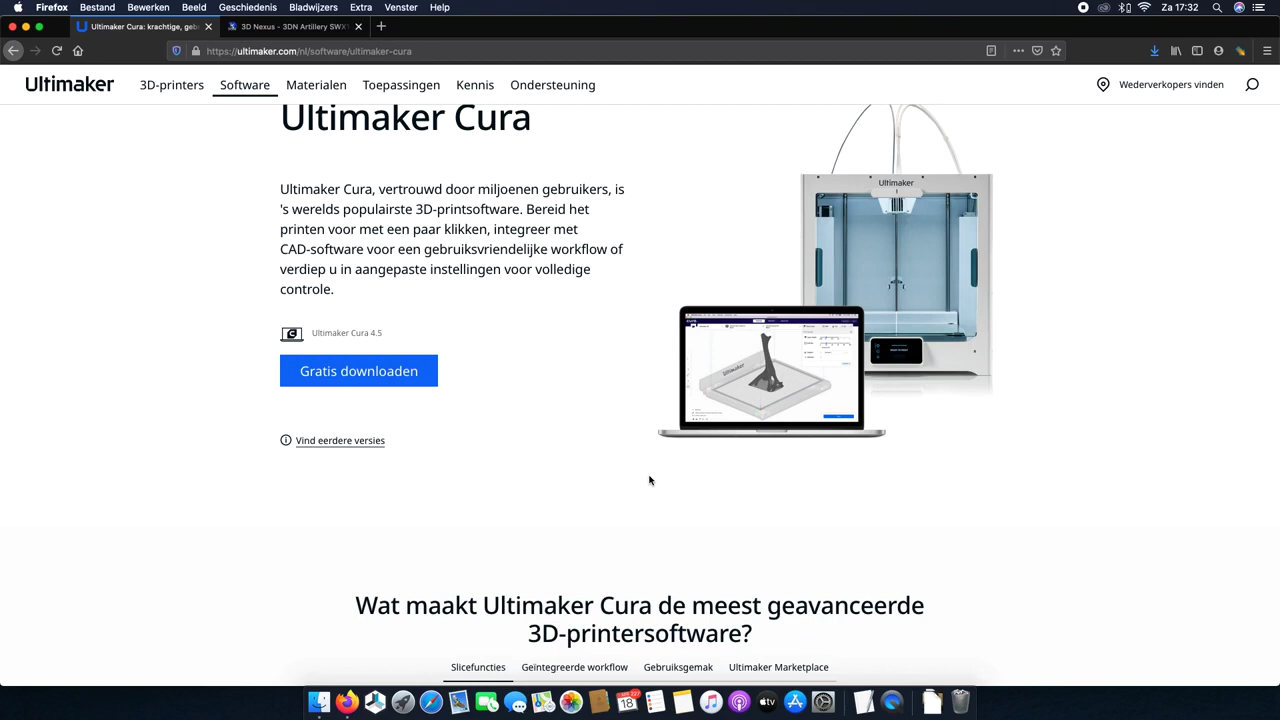 Firefox Bestand Bewerken Beeld Geschiedenis Bladwijzers Extra Venster Help Za 17:32
Ultimaker Cura: krachtige, geb
3D Nexus - 3DN Artillery SWX1
https://ultimaker.com/nl/software/ultimaker-cura
Ultimaker 3D-printers Software Materialen Toepassingen Kennis Ondersteuning Wederverkopers vinden
Ultimaker Cura
Ultimaker Cura, vertrouwd door miljoenen gebruikers, is
's werelds populairste 3D-printsoftware. Bereid het
printen voor met een paar klikken, integreer met
CAD-software voor een gebruiksvriendelijke workflow of
verdiep u in aangepaste instellingen voor volledige
controle.
Ultimaker Cura 4.5
Gratis downloaden
Vind eerdere versies
Ultimaker
Ultimaker
Wat maakt Ultimaker Cura de meest geavanceerde
3D-printersoftware?
Slicefuncties Geïntegreerde workflow Gebruiksgemak Ultimaker Marketplace
18
tv